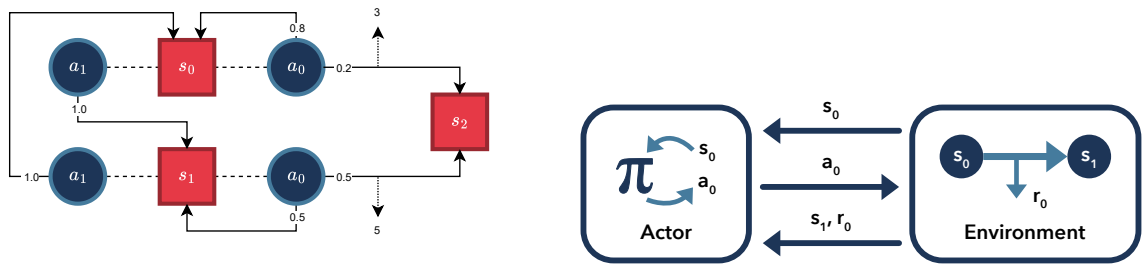 3
0.8
a₁ s₀ a₀ 0.2
1.0
s₂
a₁ s₁ a₀
1.0 0.5
0.5
5
s₀
a₀
s₁, r₀
π s₀
a₀
Actor
s₀ s₁
r₀
Environment